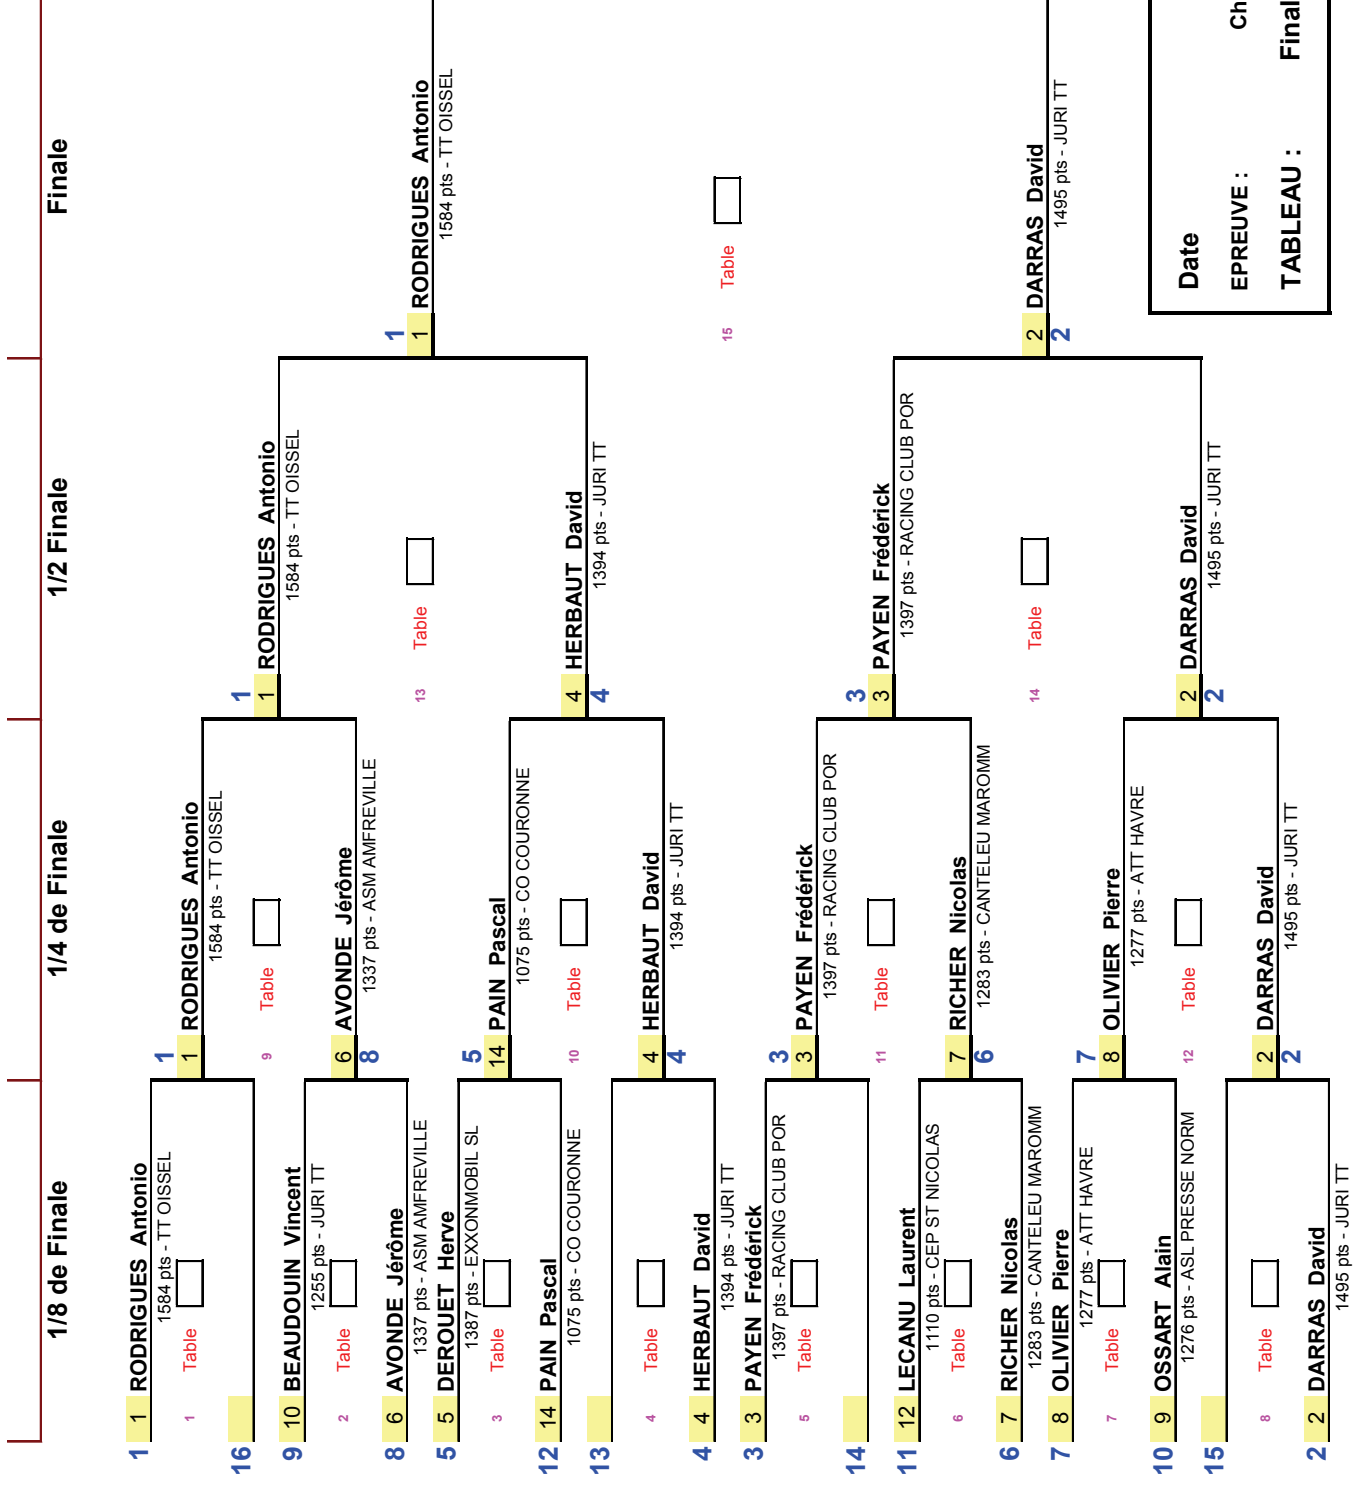 1/8 de Finale
1/4 de Finale
1/2 Finale
Finale
1 1 RODRIGUES Antonio
1584 pts - TT OISSEL
1 Table
16
9 10 BEAUDOUIN Vincent
1255 pts - JURI TT
2 Table
8 6 AVONDE Jérôme
1337 pts - ASM AMFREVILLE
5 5 DEROUET Herve
1387 pts - EXXONMOBIL SL
3 Table
12 14 PAIN Pascal
1075 pts - CO COURONNE
13
4 Table
4 4 HERBAUT David
1394 pts - JURI TT
3 3 PAYEN Frédérick
1397 pts - RACING CLUB POR
5 Table
14
11 12 LECANU Laurent
1110 pts - CEP ST NICOLAS
6 Table
6 7 RICHER Nicolas
1283 pts - CANTELEU MAROMM
7 8 OLIVIER Pierre
1277 pts - ATT HAVRE
7 Table
10 9 OSSART Alain
1276 pts - ASL PRESSE NORM
15
8 Table
2 2 DARRAS David
1495 pts - JURI TT
1
1 RODRIGUES Antonio
1584 pts - TT OISSEL
9 Table
6 AVONDE Jérôme
8
1337 pts - ASM AMFREVILLE
5
14 PAIN Pascal
1075 pts - CO COURONNE
10 Table
4 HERBAUT David
4
1394 pts - JURI TT
3
3 PAYEN Frédérick
1397 pts - RACING CLUB POR
11 Table
7 RICHER Nicolas
6
1283 pts - CANTELEU MAROMM
7
8 OLIVIER Pierre
1277 pts - ATT HAVRE
12 Table
2 DARRAS David
2
1495 pts - JURI TT
1
1 RODRIGUES Antonio
1584 pts - TT OISSEL
13 Table
4 HERBAUT David
4
1394 pts - JURI TT
3
3 PAYEN Frédérick
1397 pts - RACING CLUB POR
14 Table
2 DARRAS David
2
1495 pts - JURI TT
1
1 RODRIGUES Antonio
1584 pts - TT OISSEL
15 Table
2 DARRAS David
2
1495 pts - JURI TT
Date
EPREUVE : Ch
TABLEAU : Final